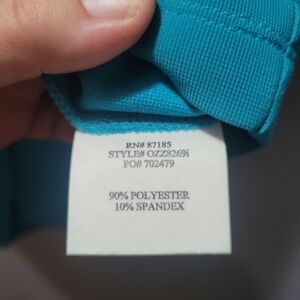 RN# 87185
STYLE# OZZ8269i
PO# 702479
90% POLYESTER
10% SPANDEX